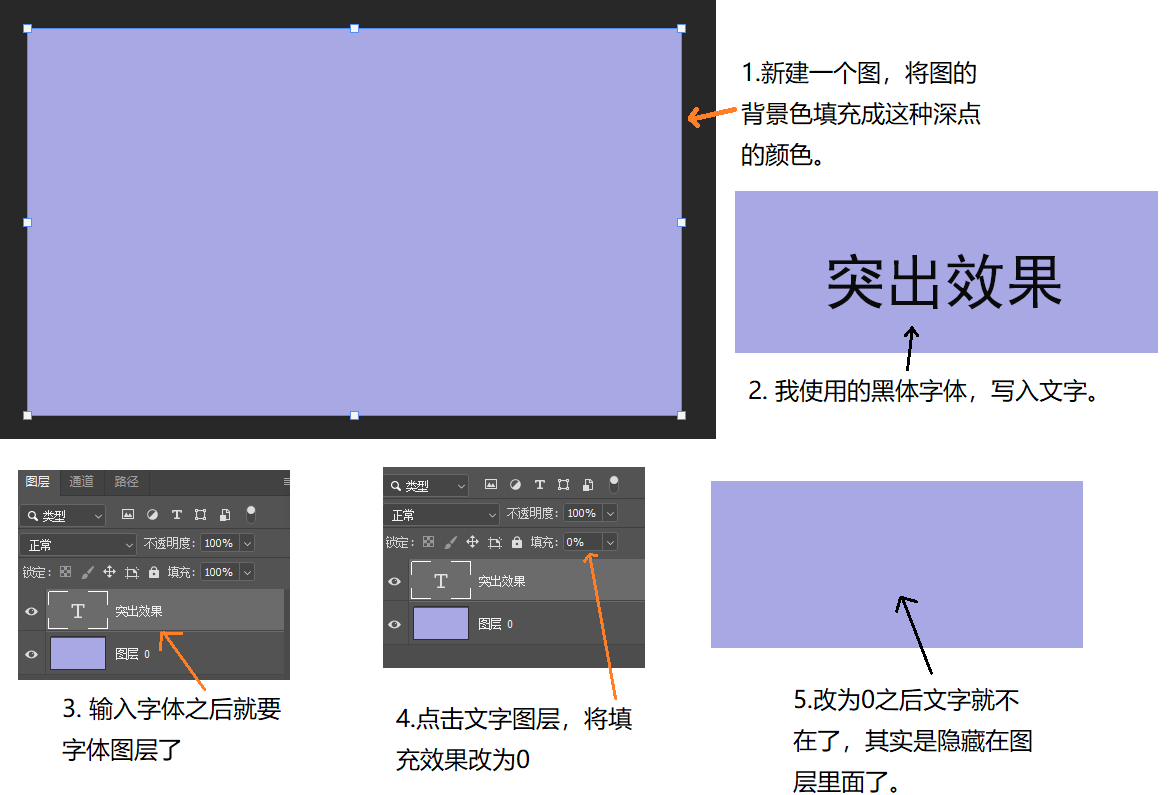 1.新建一个图，将图的
背景色填充成这种深点
的颜色。
突出效果
2. 我使用的黑体字体，写入文字。
图层 通道 路径
类型
正常 不透明度: 100%
锁定: 填充: 100%
T 突出效果
图层 0
3. 输入字体之后就要
字体图层了
类型
正常 不透明度: 100%
锁定: 填充: 0%
T 突出效果
图层 0
4.点击文字图层，将填
充效果改为0
5.改为0之后文字就不
在了，其实是隐藏在图
层里面了。